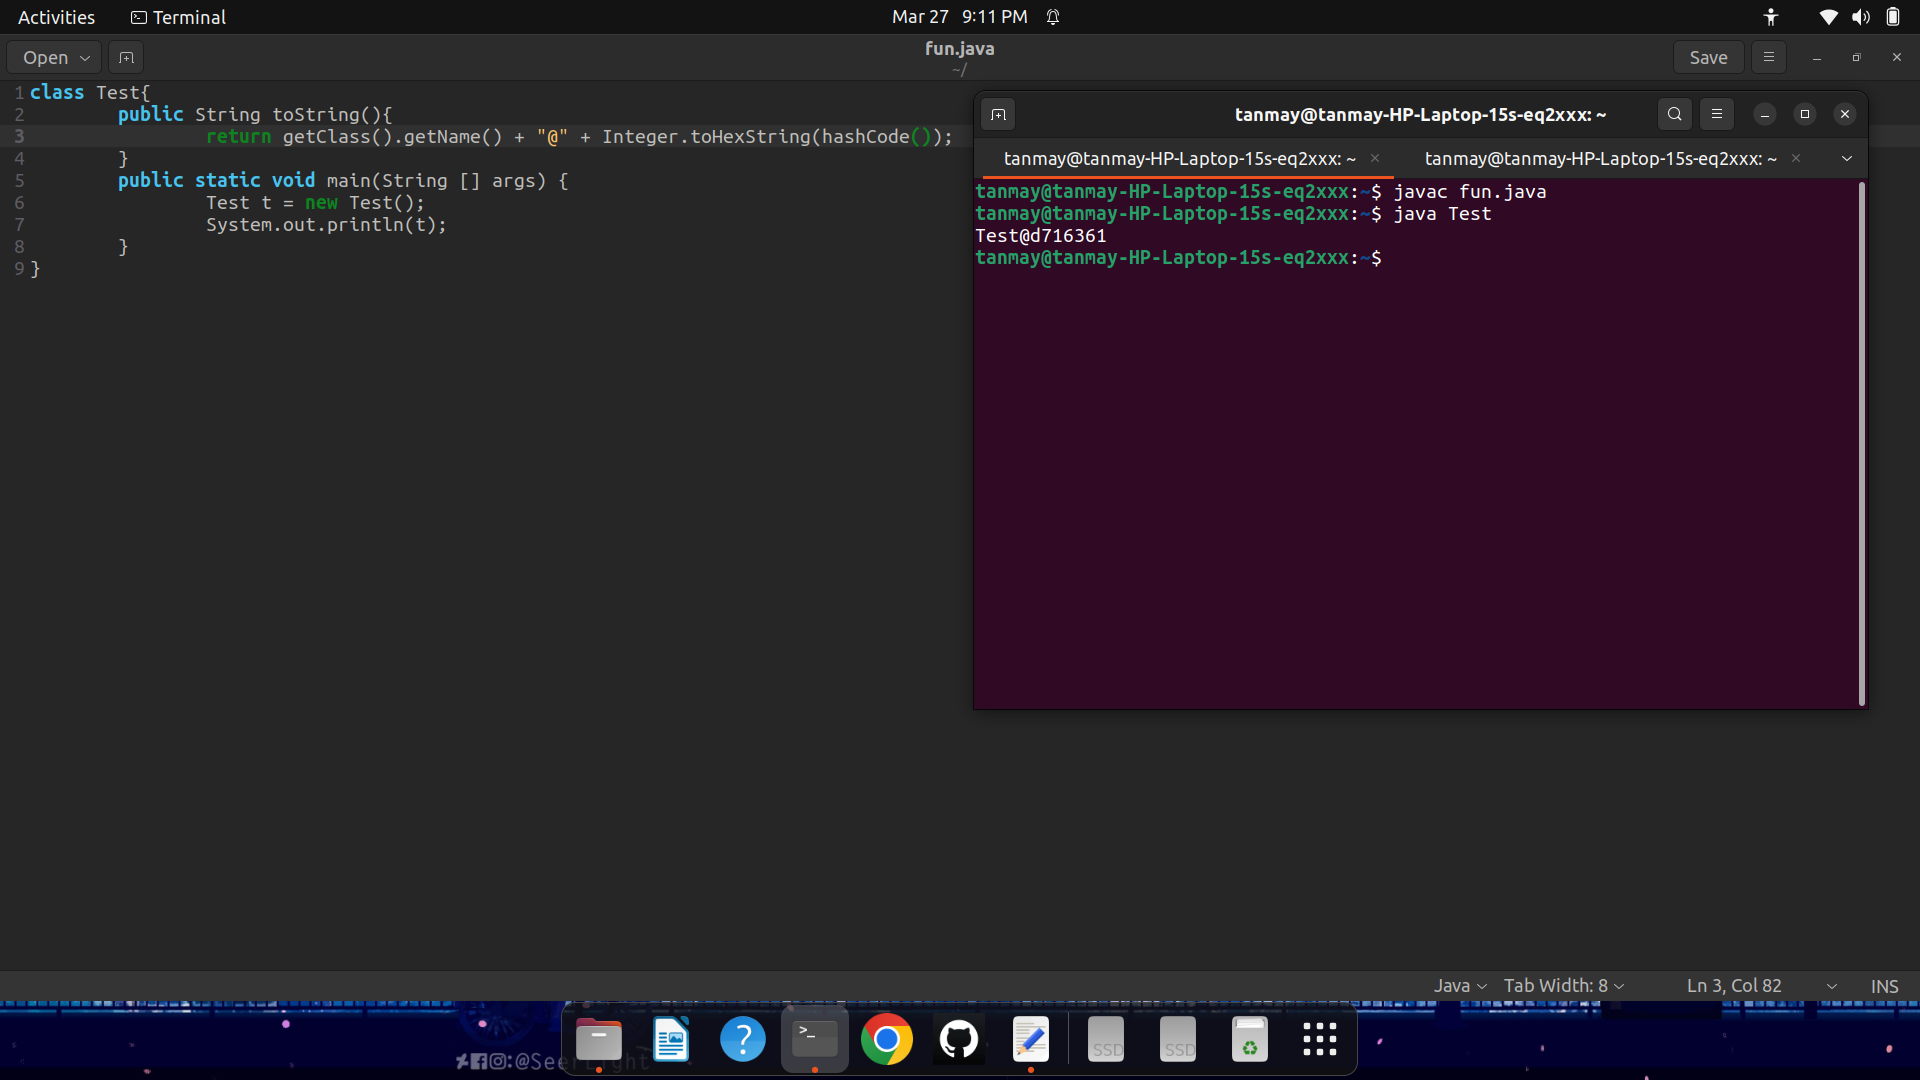 Activities Terminal Mar 27 9:11 PM
Open fun.java Save
~/
1 class Test{
2 public String toString(){
3 return getClass().getName() + "@" + Integer.toHexString(hashCode());
4 }
5 public static void main(String [] args) {
6 Test t = new Test();
7 System.out.println(t);
8 }
9 }
tanmay@tanmay-HP-Laptop-15s-eq2xxx: ~
tanmay@tanmay-HP-Laptop-15s-eq2xxx: ~ tanmay@tanmay-HP-Laptop-15s-eq2xxx: ~
tanmay@tanmay-HP-Laptop-15s-eq2xxx:~$ javac fun.java
tanmay@tanmay-HP-Laptop-15s-eq2xxx:~$ java Test
Test@d716361
tanmay@tanmay-HP-Laptop-15s-eq2xxx:~$
Java Tab Width: 8 Ln 3, Col 82 INS
SSD SSD
:@SeerLight